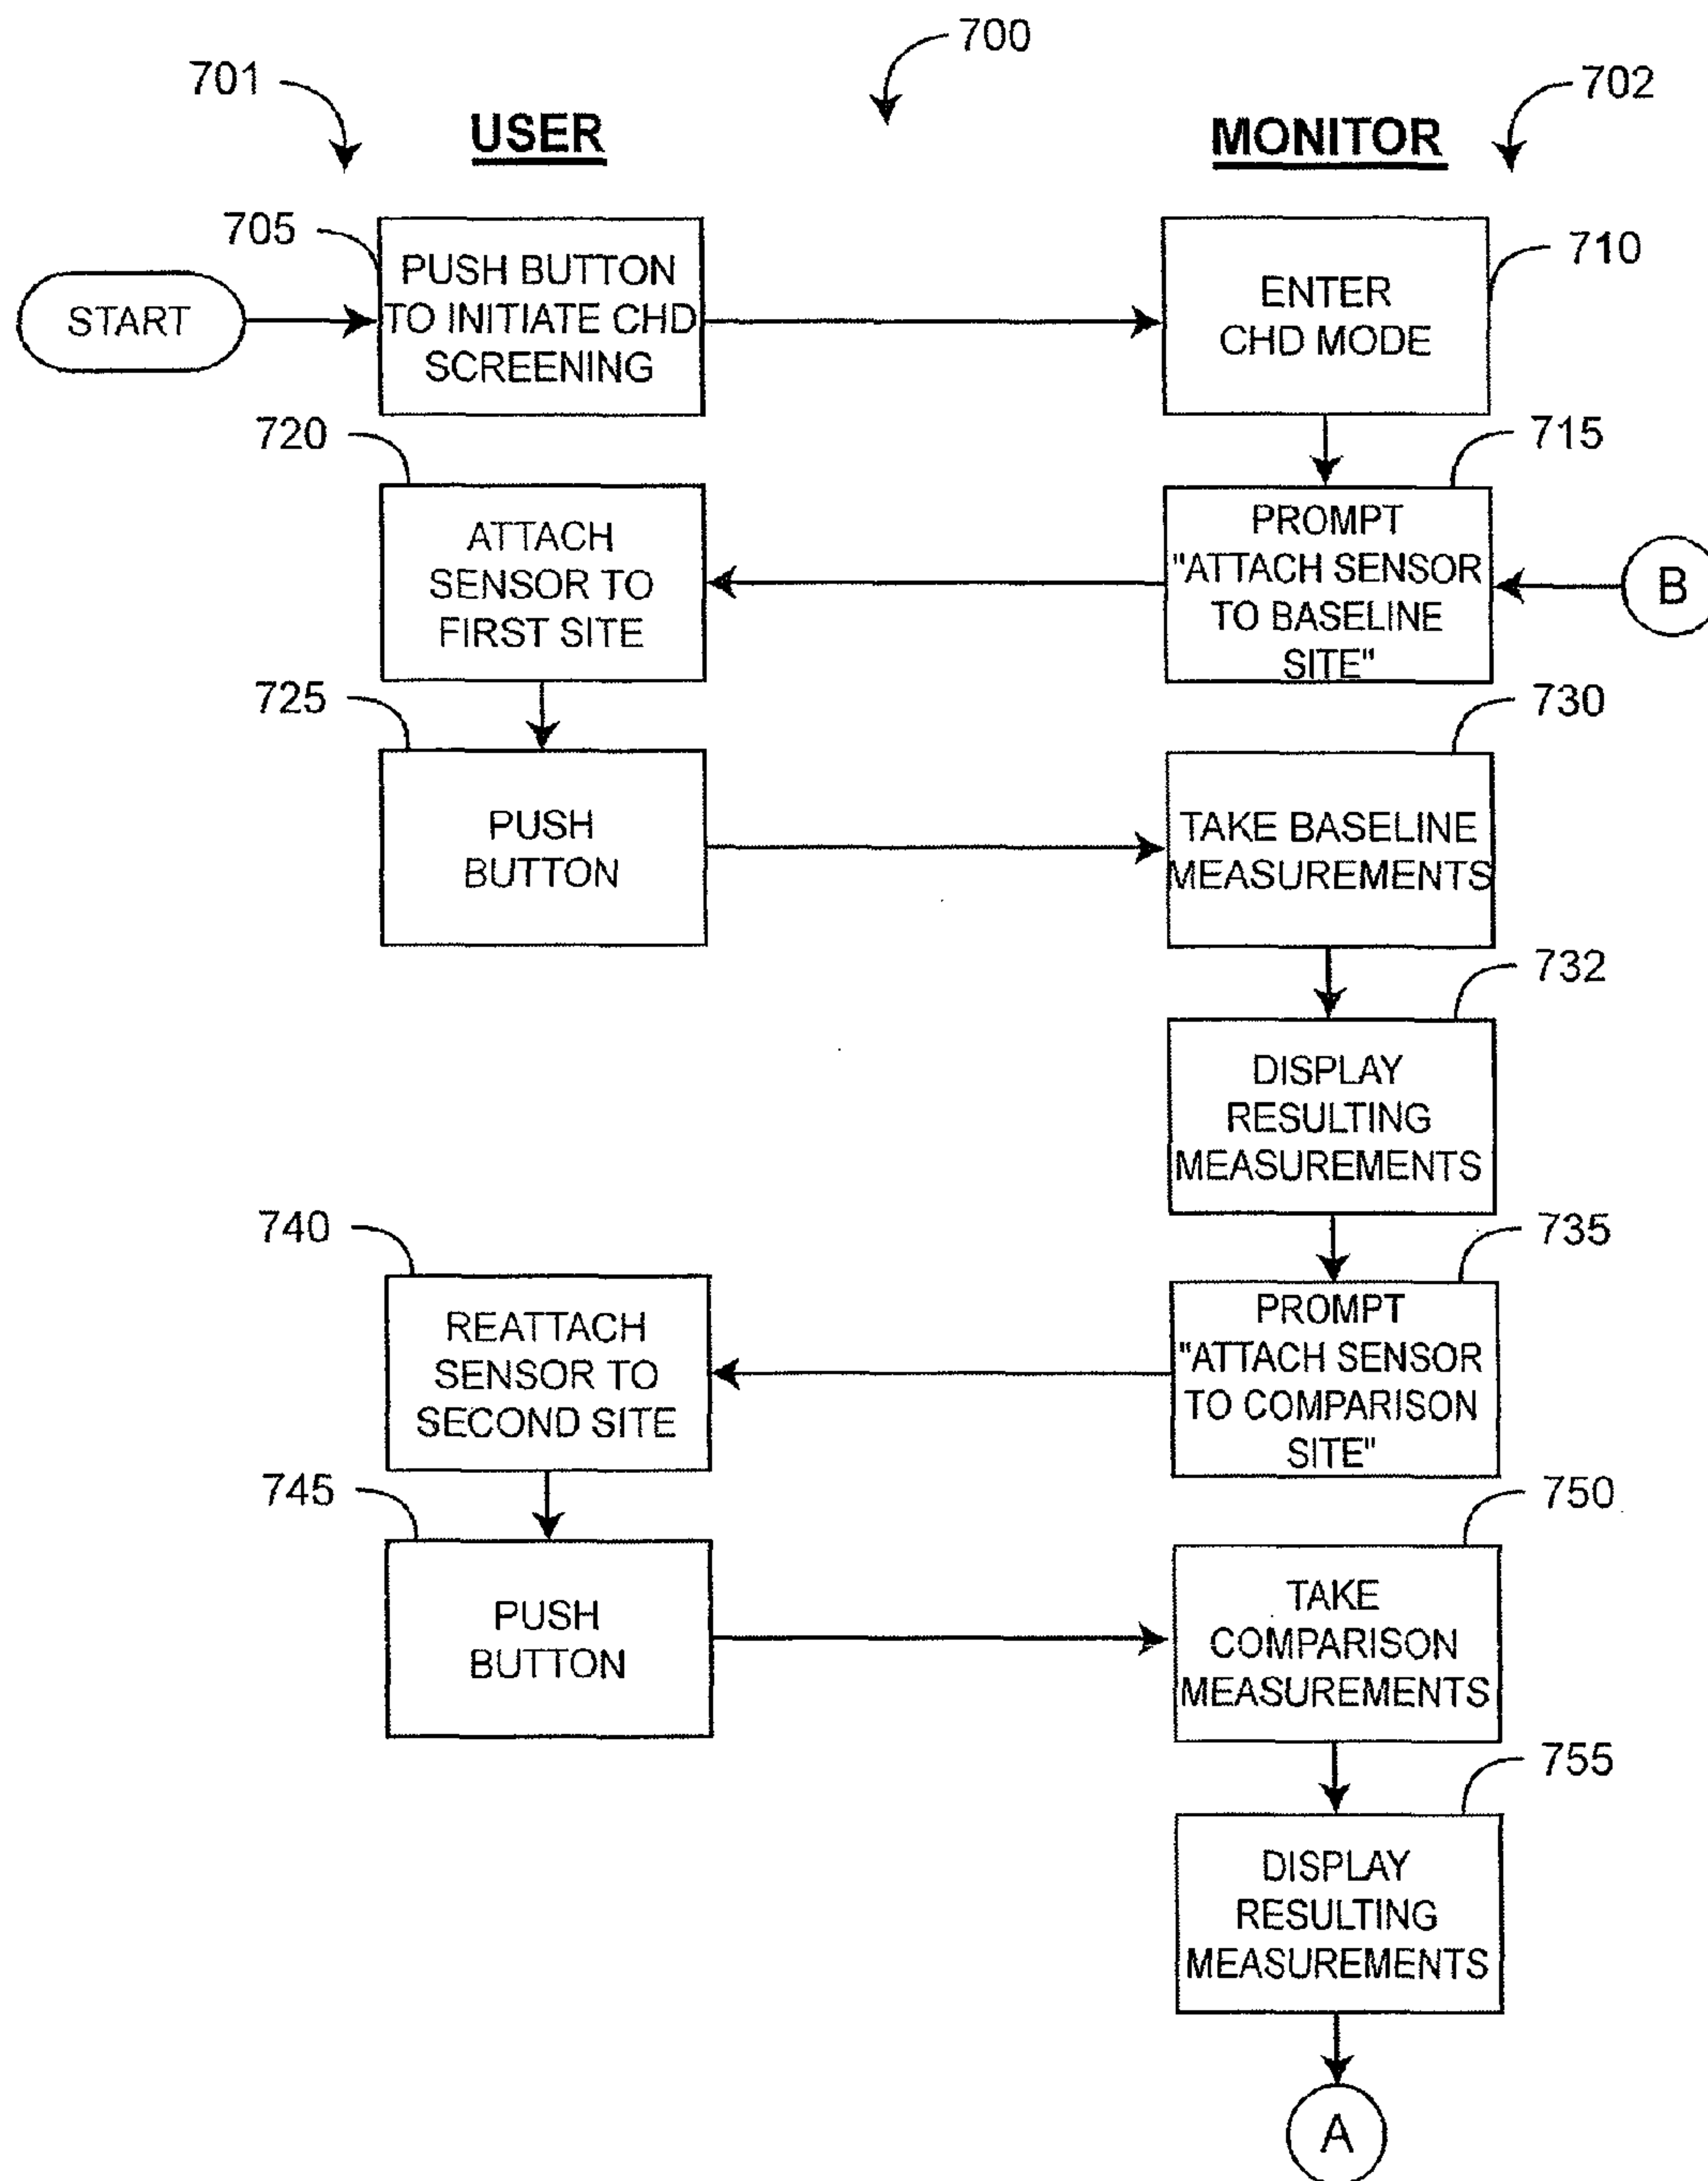 700
701
702
USER
MONITOR
705
START
PUSH BUTTON
TO INITIATE CHD
SCREENING
ENTER
CHD MODE
710
720
715
ATTACH
SENSOR TO
FIRST SITE
PROMPT
"ATTACH SENSOR
TO BASELINE
SITE"
B
725
730
PUSH
BUTTON
TAKE BASELINE
MEASUREMENTS
732
DISPLAY
RESULTING
MEASUREMENTS
740
735
REATTACH
SENSOR TO
SECOND SITE
PROMPT
"ATTACH SENSOR
TO COMPARISON
SITE"
745
750
PUSH
BUTTON
TAKE
COMPARISON
MEASUREMENTS
755
DISPLAY
RESULTING
MEASUREMENTS
A